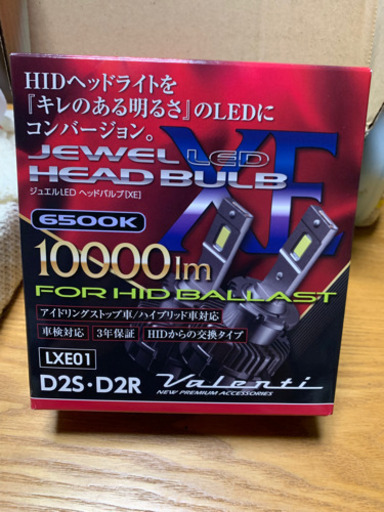 HIDヘッドライトを
『キレのある明るさ』のLEDに
コンバージョン。
XE
JEWEL LED
HEAD BULB
ジュエルLED ヘッドバルブ[XE]
6500K
10000lm
FOR HID BALLAST
アイドリングストップ車/ハイブリッド車対応
車検対応 3年保証 HIDからの交換タイプ
LXE01
D2S・D2R Valenti
NEW PREMIUM ACCESSORIES